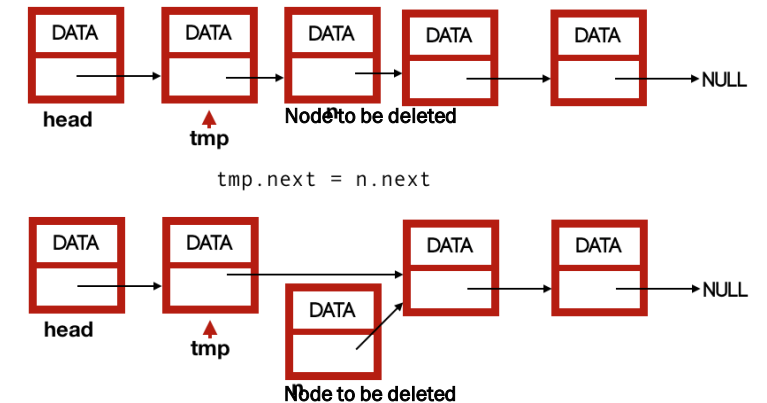 DATA DATA DATA DATA DATA
NULL
head
n
Node to be deleted
tmp
tmp.next = n.next
DATA DATA DATA DATA
NULL
DATA
head
tmp
n
Node to be deleted